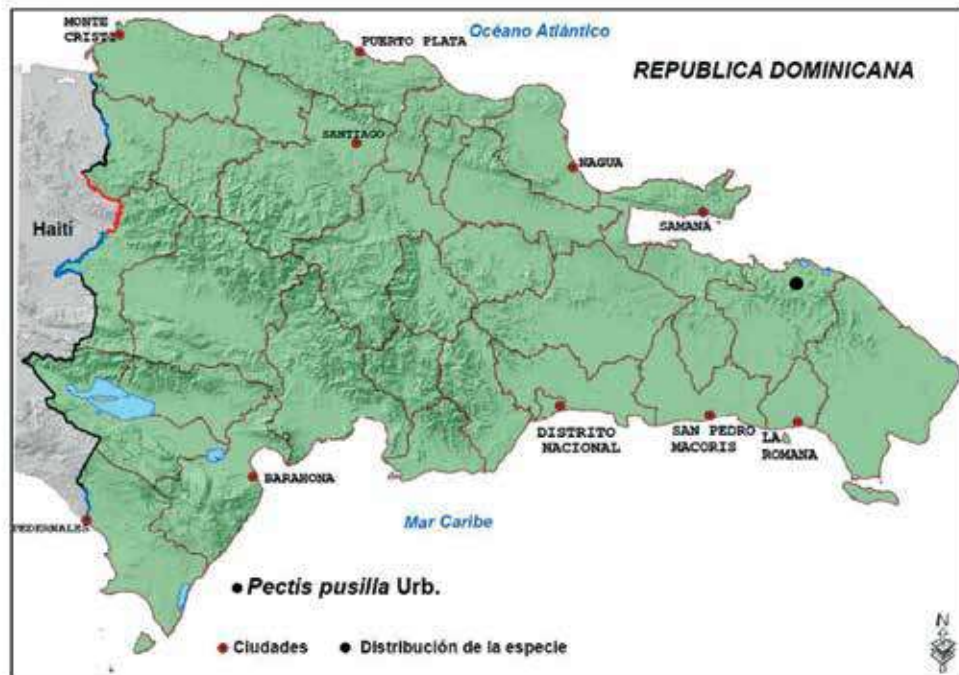 MONTE
CRISTI
PUERTO PLATA
Océano Atlántico
REPUBLICA DOMINICANA
SANTIAGO
NAGUA
Haití
SAMANÁ
DISTRITO
NACIONAL
SAN PEDRO
MACORIS
LA
ROMANA
BARAHONA
PEDERNALES
Mar Caribe
Pectis pusilla Urb.
Ciudades
Distribución de la especie
N